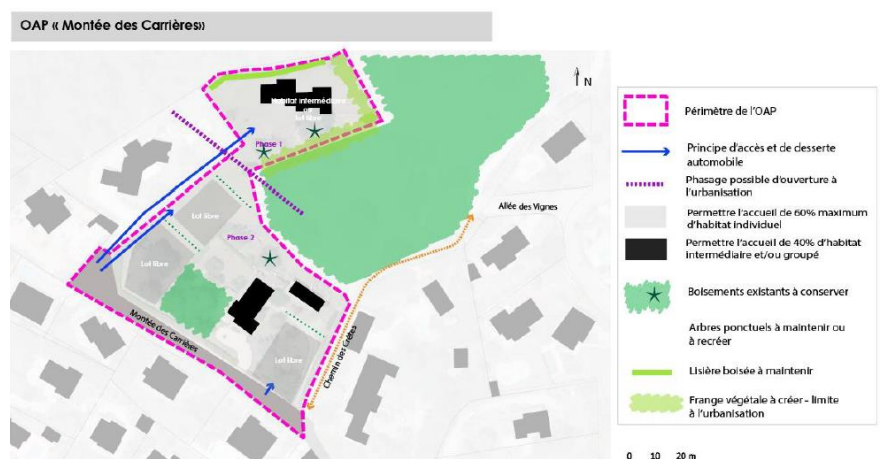 OAP « Montée des Carrières»
N
Habitat intermédiaire
ou
Lot libre
Phase 1
Lot libre
Allée des Vignes
Phase 2
Lot libre
Montée des Carrières
Lot libre
Chemin des Crêtes
Périmètre de l'OAP
Principe d'accès et de desserte
automobile
Phasage possible d'ouverture à
l'urbanisation
Permettre l'accueil de 60% maximum
d'habitat individuel
Permettre l'accueil de 40% d'habitat
intermédiaire et/ou groupé
Boisements existants à conserver
Arbres ponctuels à maintenir ou
à recréer
Lisière boisée à maintenir
Frange végétale à créer - limite
à l'urbanisation
0 10 20 m